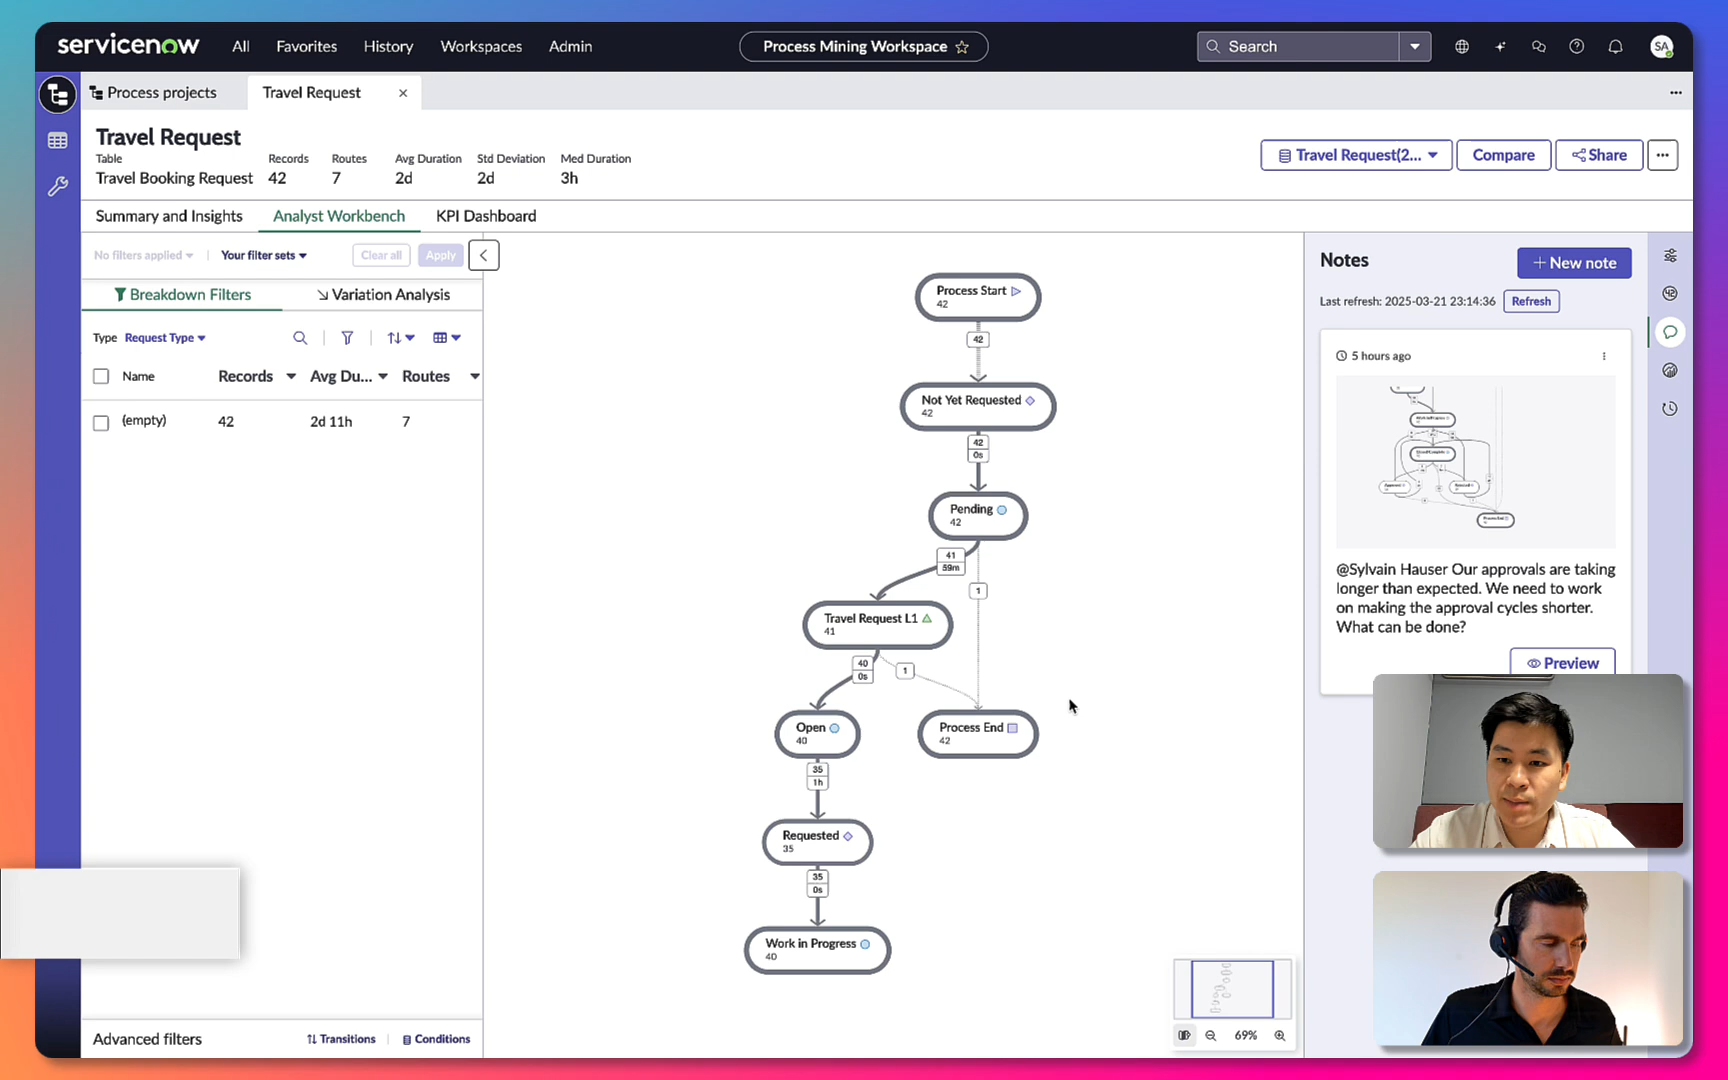 servicenow
All
Favorites
History
Workspaces
Admin
Process Mining Workspace
Search
SA
Process projects
Travel Request
Travel Request
Table
Travel Booking Request
Records
42
Routes
7
Avg Duration
2d
Std Deviation
2d
Med Duration
3h
Travel Request(2...
Compare
Share
Summary and Insights
Analyst Workbench
KPI Dashboard
No filters applied
Your filter sets
Clear all
Apply
Breakdown Filters
Variation Analysis
Type Request Type
Name
Records
Avg Du...
Routes
(empty)
42
2d 11h
7
Advanced filters
Transitions
Conditions
Process Start
42
42
Not Yet Requested
42
42
0s
Pending
42
41
59m
1
Travel Request L1
41
40
0s
1
Open
40
Process End
42
35
1h
Requested
35
35
0s
Work in Progress
40
69%
Notes
+ New note
Last refresh: 2025-03-21 23:14:36
Refresh
5 hours ago
@Sylvain Hauser Our approvals are taking
longer than expected. We need to work
on making the approval cycles shorter.
What can be done?
Preview